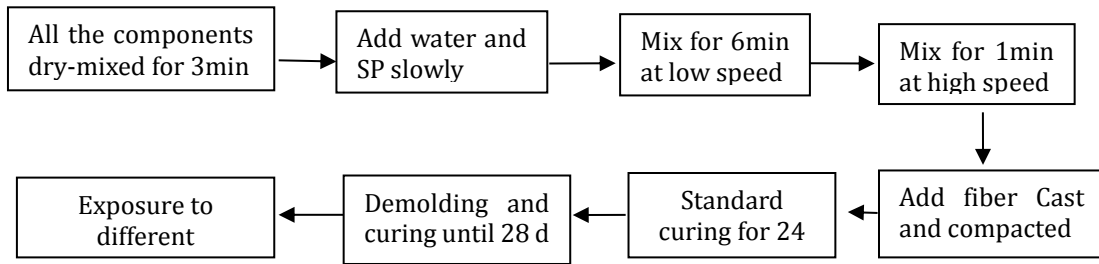 All the components
dry-mixed for 3min
Add water and
SP slowly
Mix for 6min
at low speed
Mix for 1min
at high speed
Add fiber Cast
and compacted
Standard
curing for 24
Demolding and
curing until 28 d
Exposure to
different